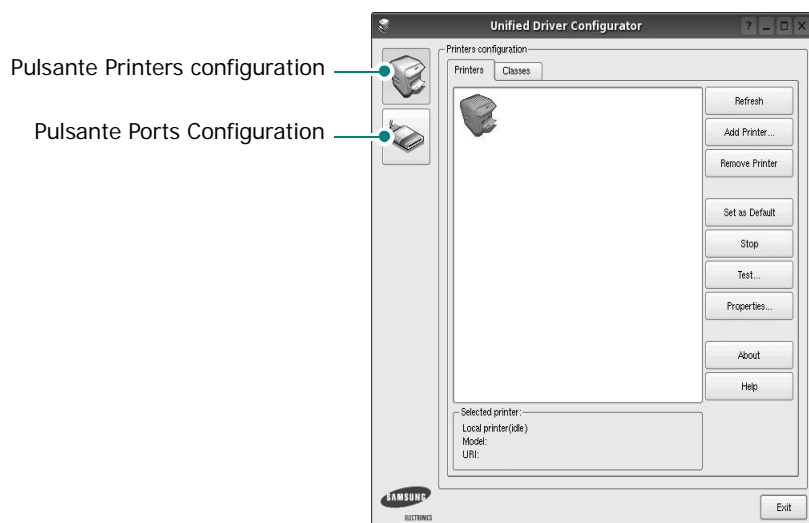 Unified Driver Configurator
Pulsante Printers configuration
Pulsante Ports Configuration
Printers configuration
Printers
Classes
Refresh
Add Printer...
Remove Printer
Set as Default
Stop
Test...
Properties...
About
Help
Selected printer:
Local printer(idle)
Model:
URI:
SAMSUNG
ELECTRONICS
Exit